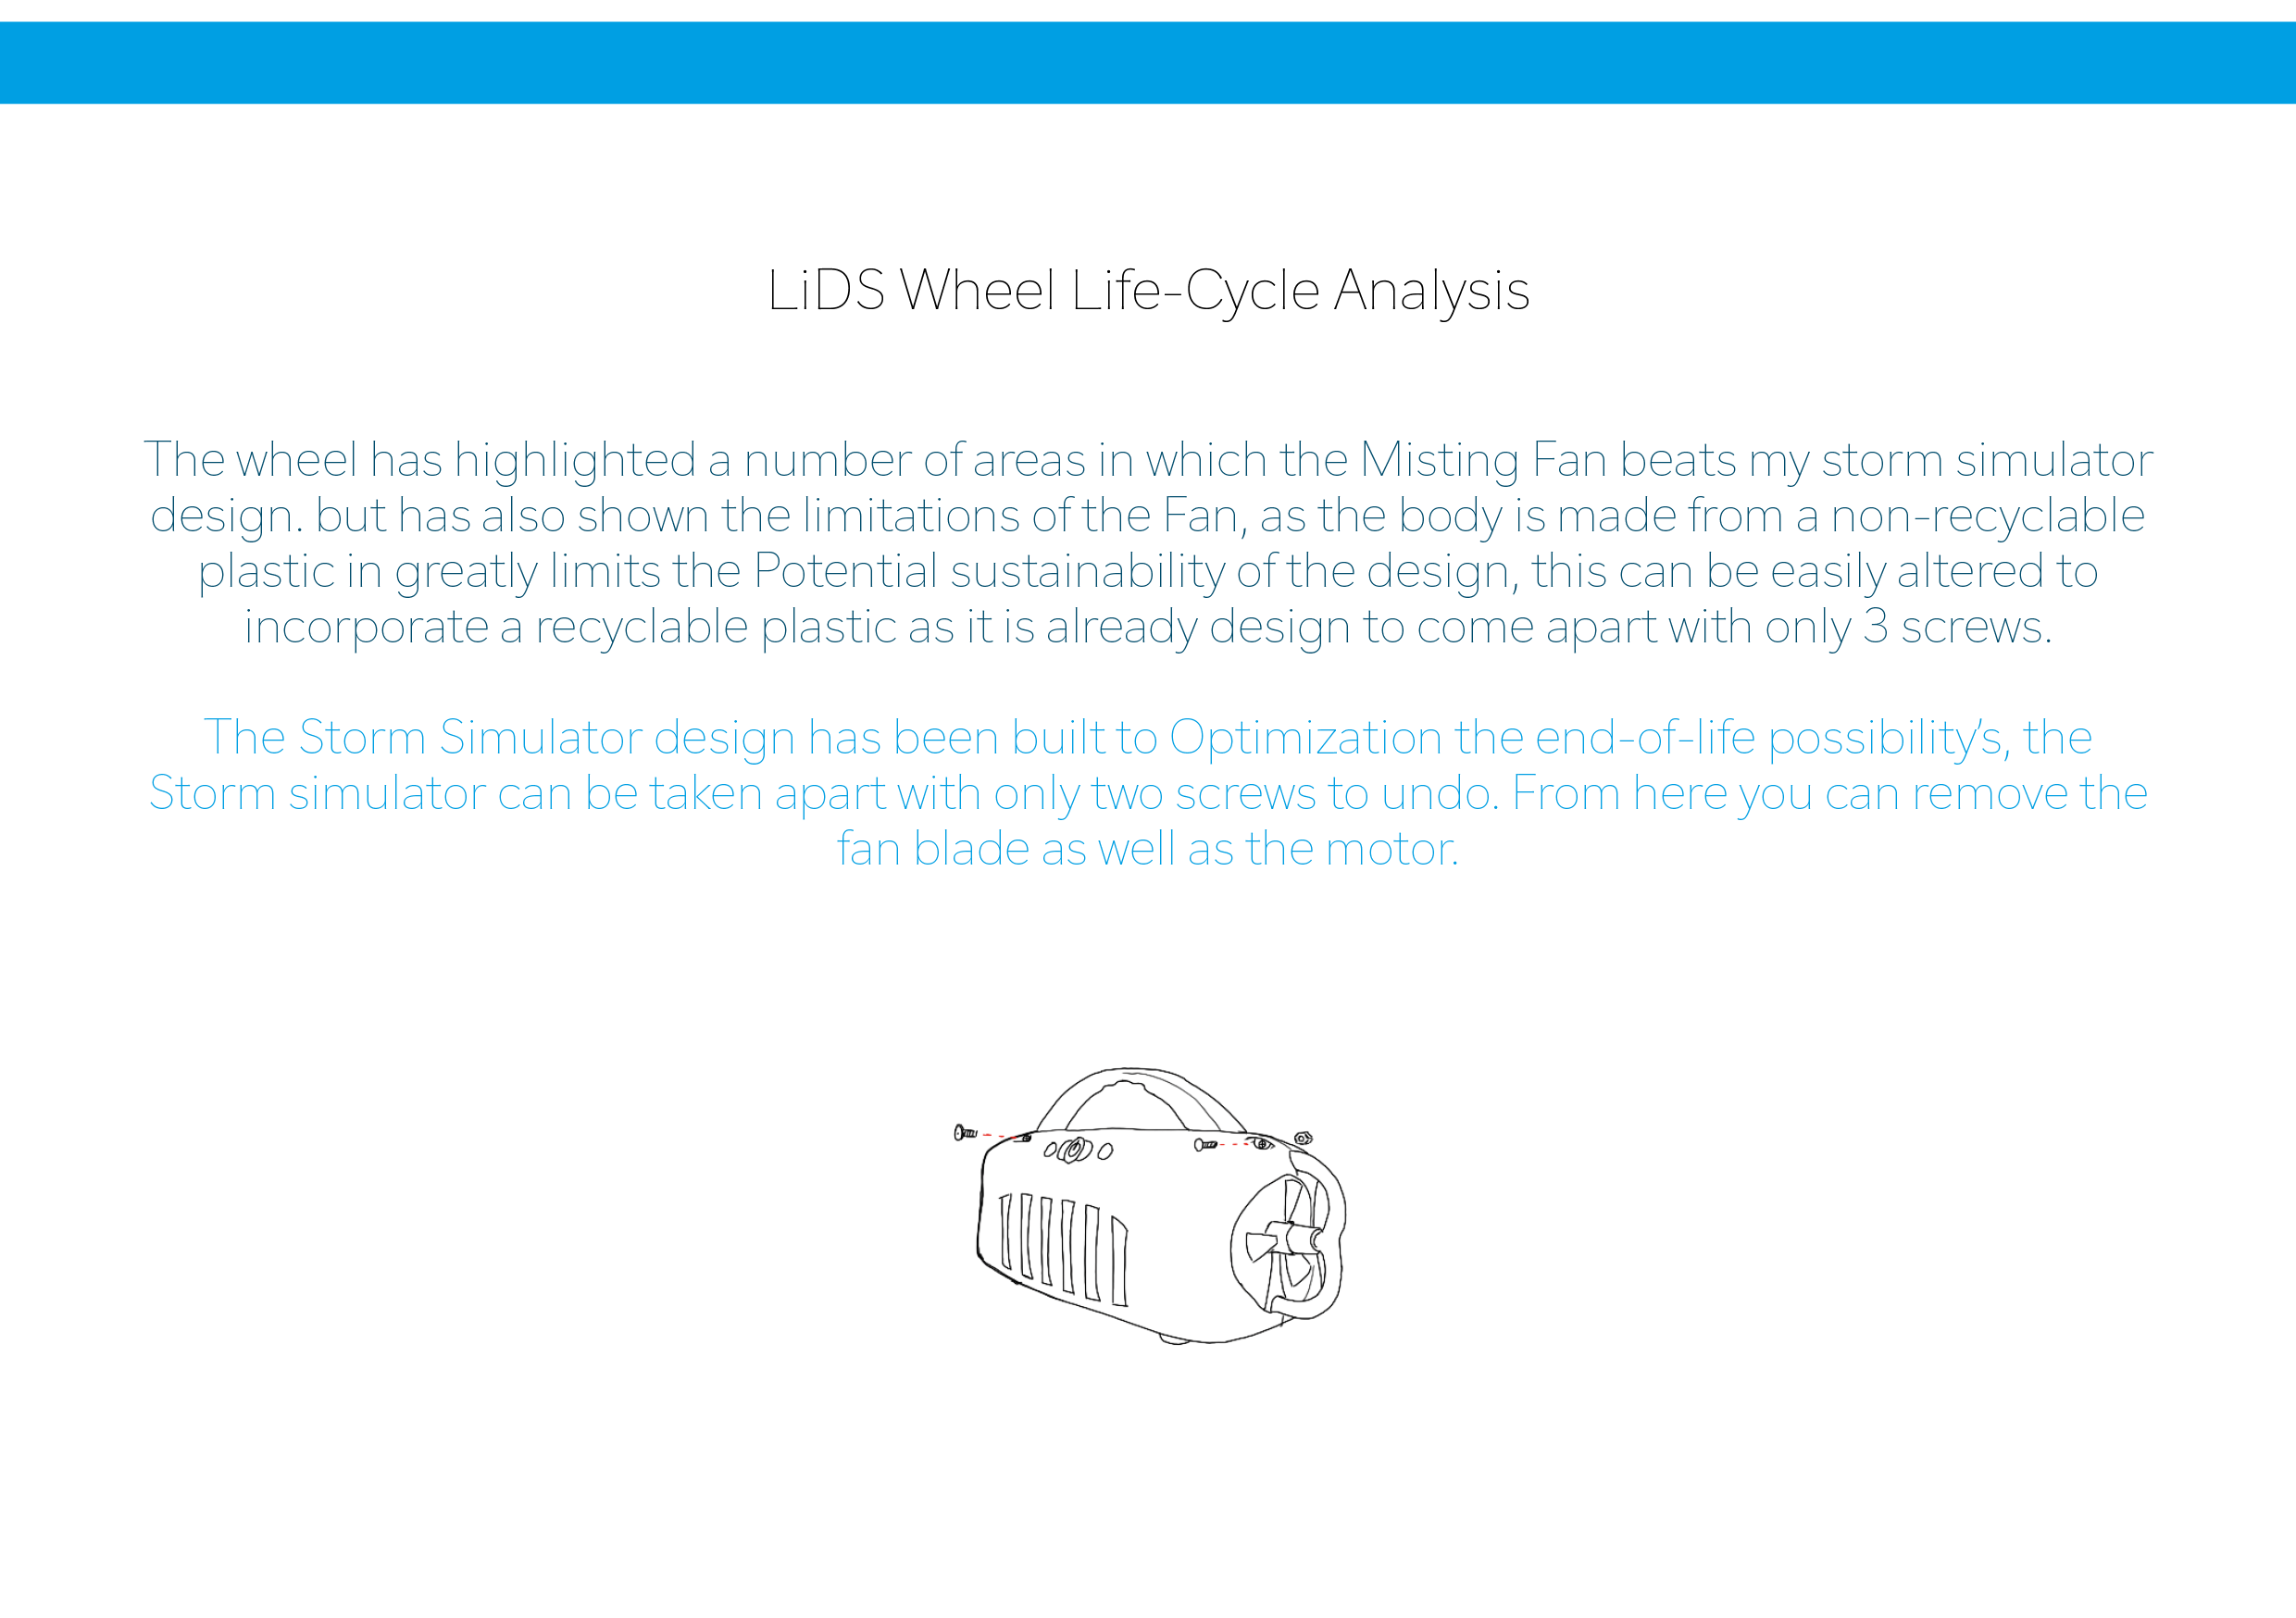 LiDS Wheel Life-Cycle Analysis
The wheel has highlighted a number of areas in which the Misting Fan beats my storm simulator
design. but has also shown the limitations of the Fan, as the body is made from a non-recyclable
plastic in greatly limits the Potential sustainability of the design, this can be easily altered to
incorporate a recyclable plastic as it is already design to come apart with only 3 screws.
The Storm Simulator design has been built to Optimization the end-of-life possibility's, the
Storm simulator can be taken apart with only two screws to undo. From here you can remove the
fan blade as well as the motor.